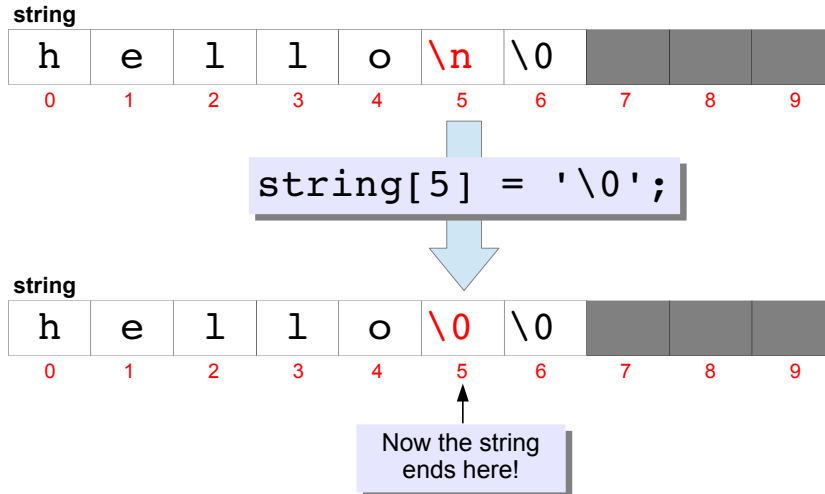 string
h e l l o \n \0
0 1 2 3 4 5 6 7 8 9
string[5] = '\0';
string
h e l l o \0 \0
0 1 2 3 4 5 6 7 8 9
Now the string
ends here!